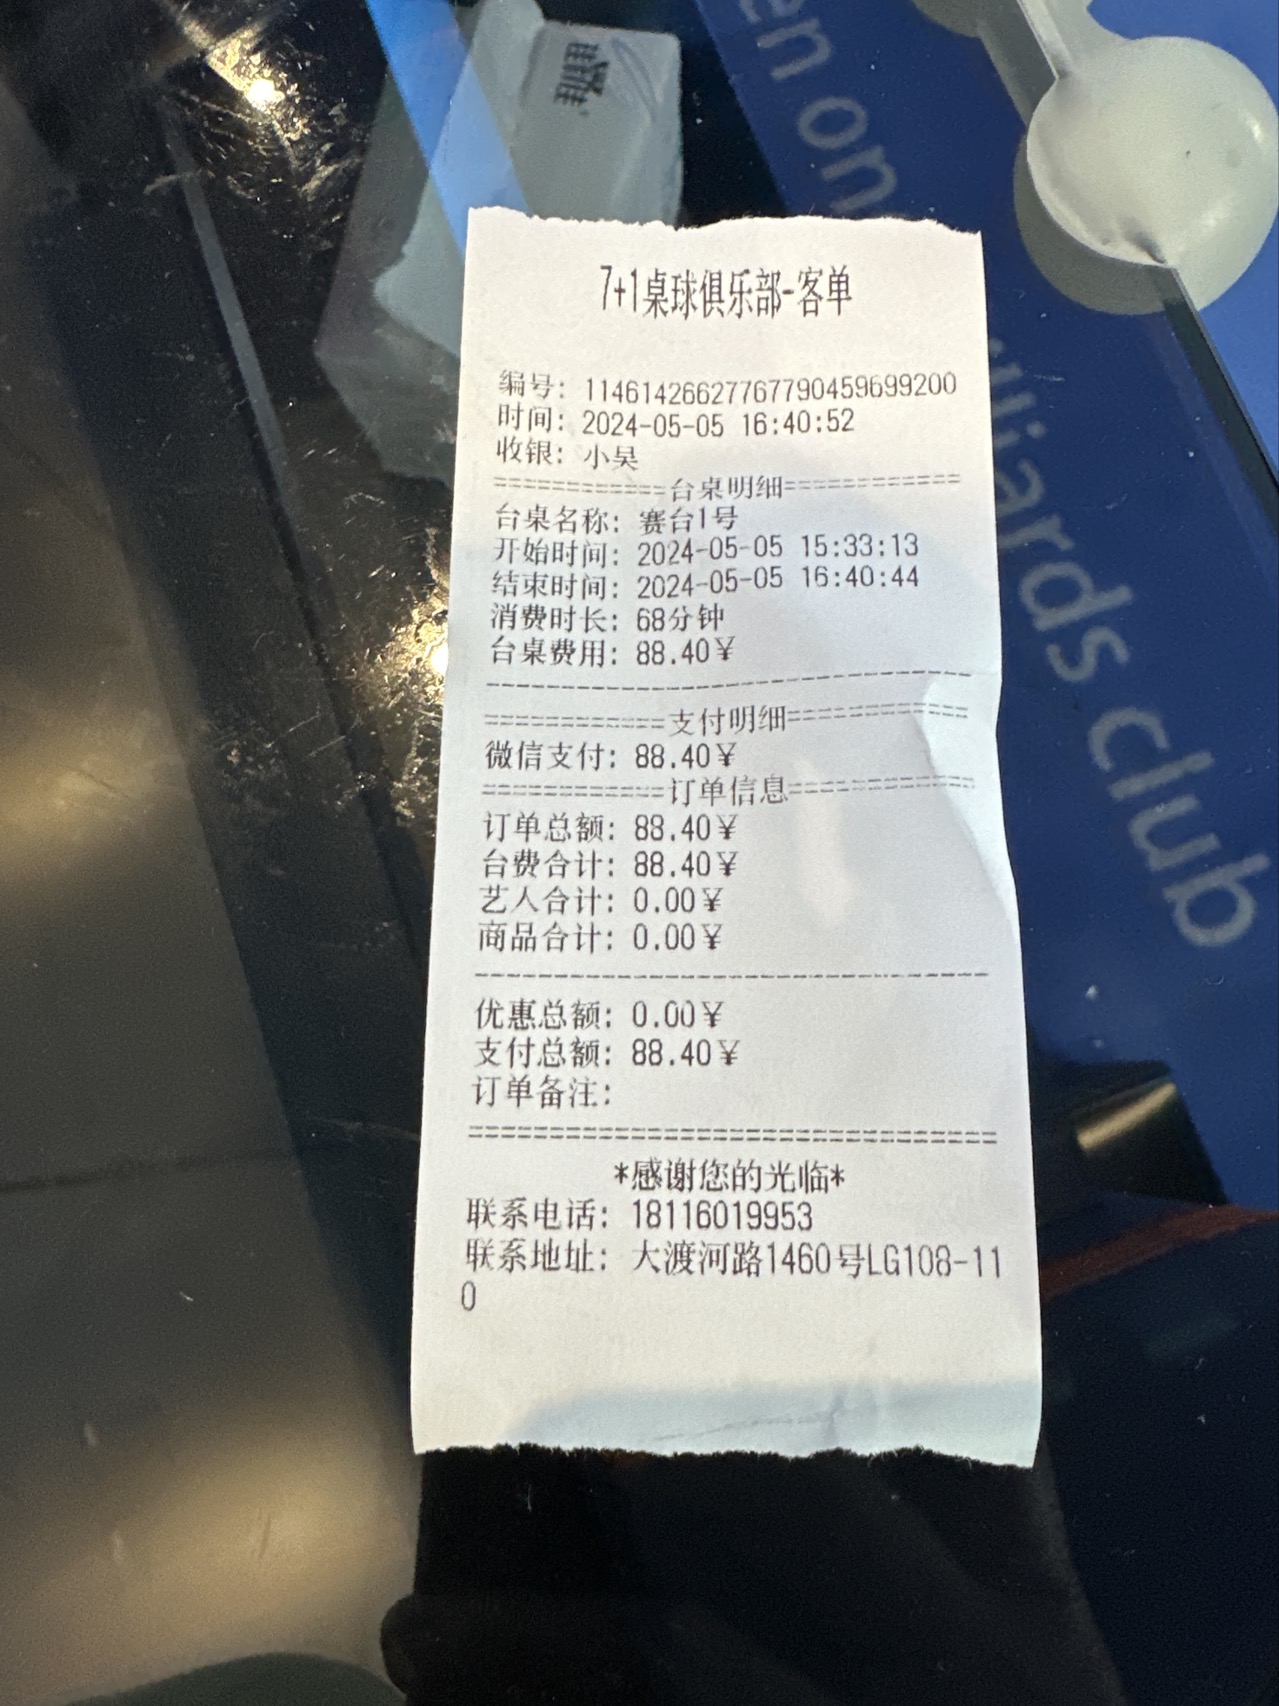 en on
7+1桌球俱乐部-客单
编号: 1146142662776779045969​9200
时间: 2024-05-05 16:40:52
收银: 小吴
============台桌明细============
台桌名称: 赛台1号
开始时间: 2024-05-05 15:33:13
结束时间: 2024-05-05 16:40:44
消费时长: 68分钟
台桌费用: 88.40¥
--------------------------------
============支付明细============
微信支付: 88.40¥
============订单信息============
订单总额: 88.40¥
台费合计: 88.40¥
艺人合计: 0.00¥
商品合计: 0.00¥
--------------------------------
优惠总额: 0.00¥
支付总额: 88.40¥
订单备注:
================================
*感谢您的光临*
联系电话: 18116019953
联系地址: 大渡河路1460号LG108-11
0
illiards club